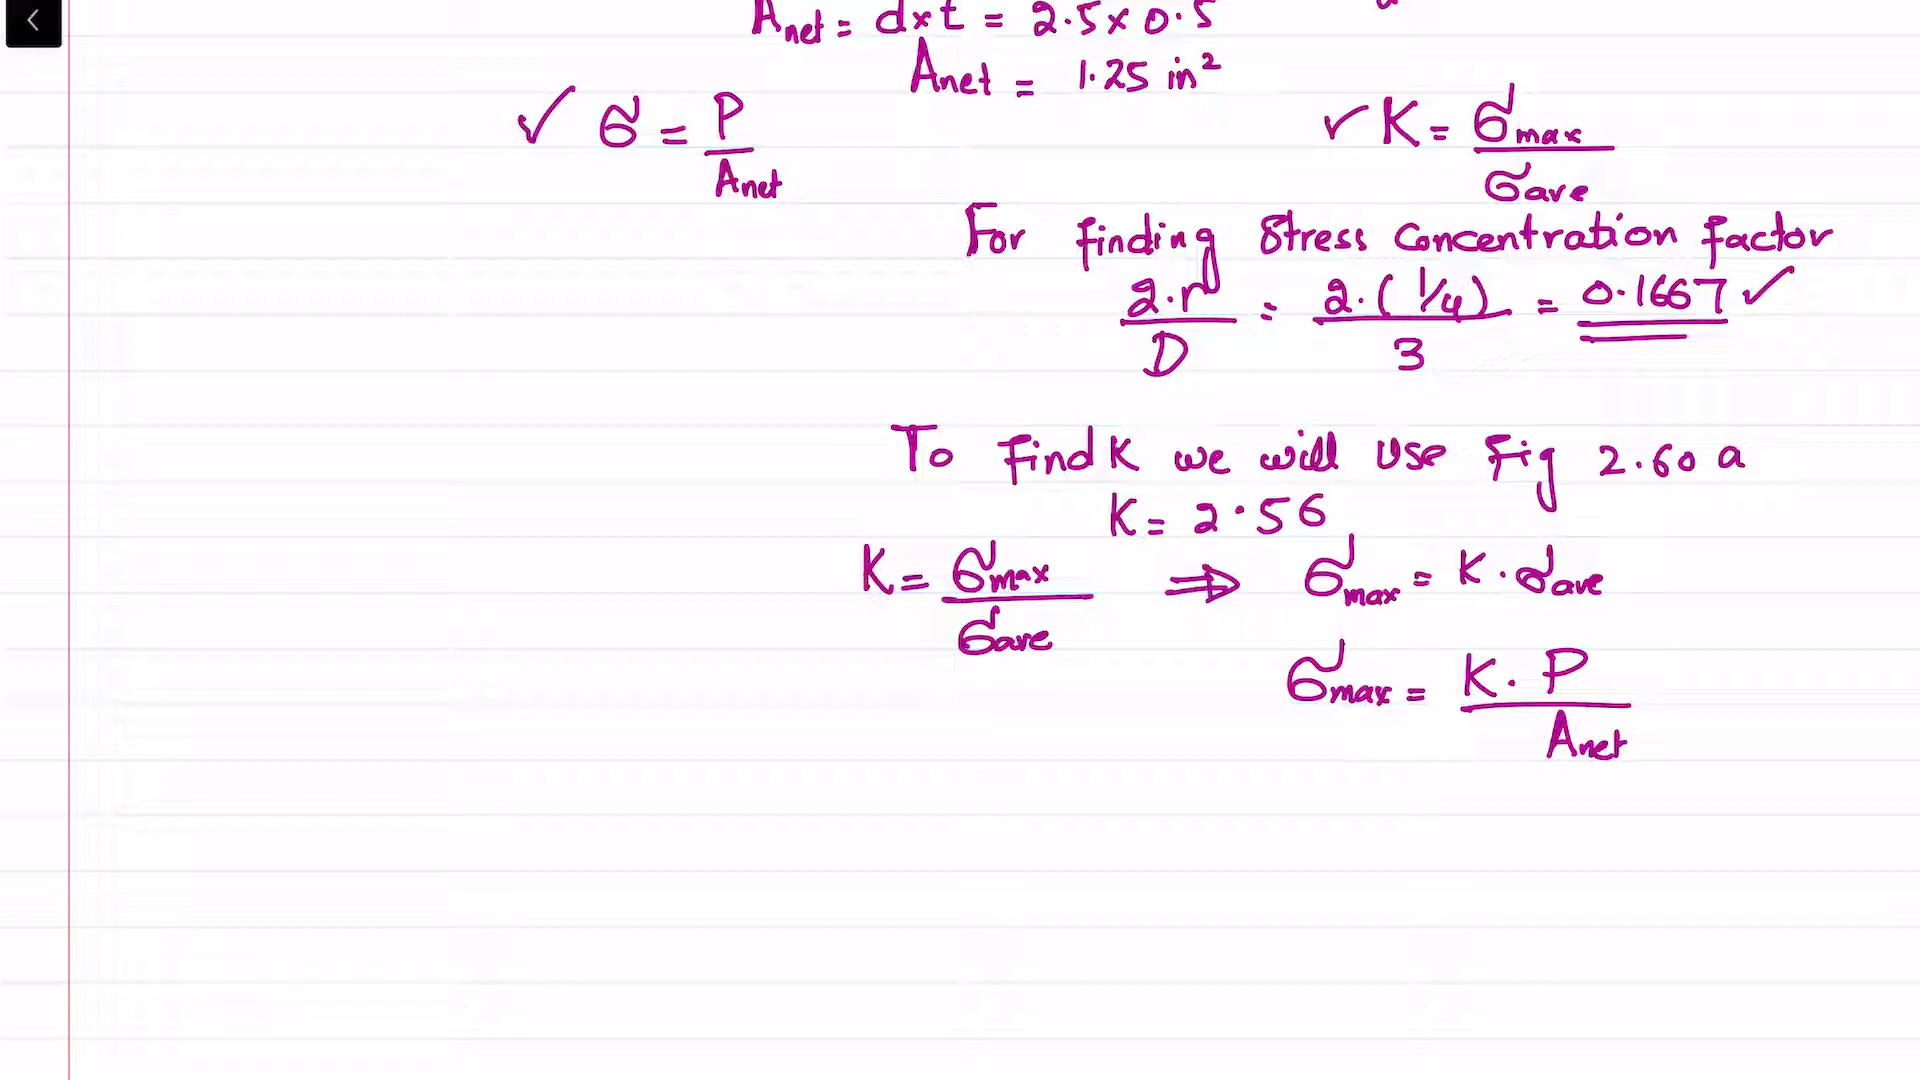 Anet = d×t = 2.5 × 0.5
Anet = 1.25 in²
✓ σ = P / Anet
✓ K = σmax / σave
For finding Stress Concentration factor
2.r / D = 2.(1/4) / 3 = 0.1667 ✓
To Find K we will use Fig 2.60 a
K = 2.56
K = σmax / σave ⇒ σmax = K . σave
σmax = K . P / Anet